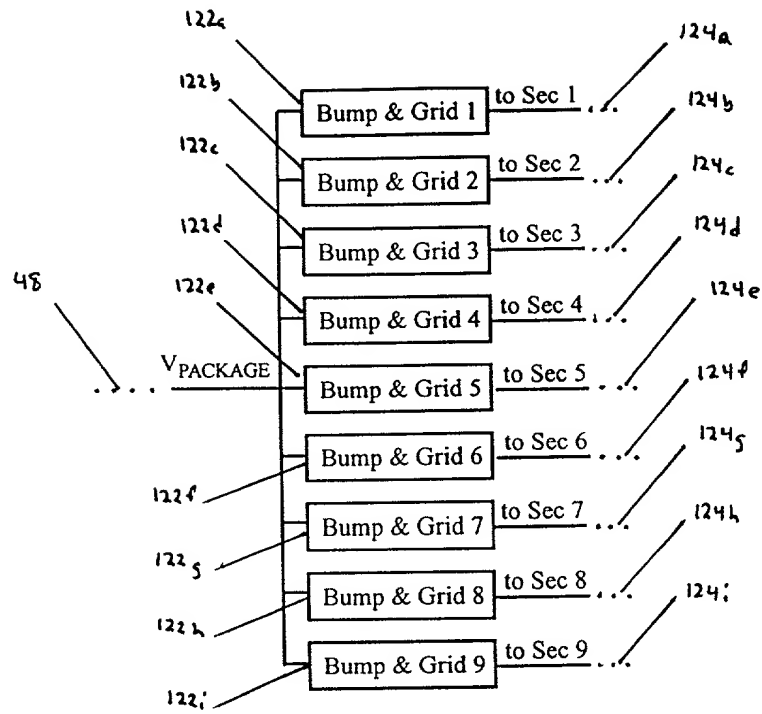 122a
124a
122b
Bump & Grid 1 to Sec 1
124b
122c
Bump & Grid 2 to Sec 2
124c
122d
Bump & Grid 3 to Sec 3
124d
48
122e
Bump & Grid 4 to Sec 4
124e
VPACKAGE
Bump & Grid 5 to Sec 5
124f
122f
Bump & Grid 6 to Sec 6
124g
122g
Bump & Grid 7 to Sec 7
124h
122h
Bump & Grid 8 to Sec 8
124i
122i
Bump & Grid 9 to Sec 9